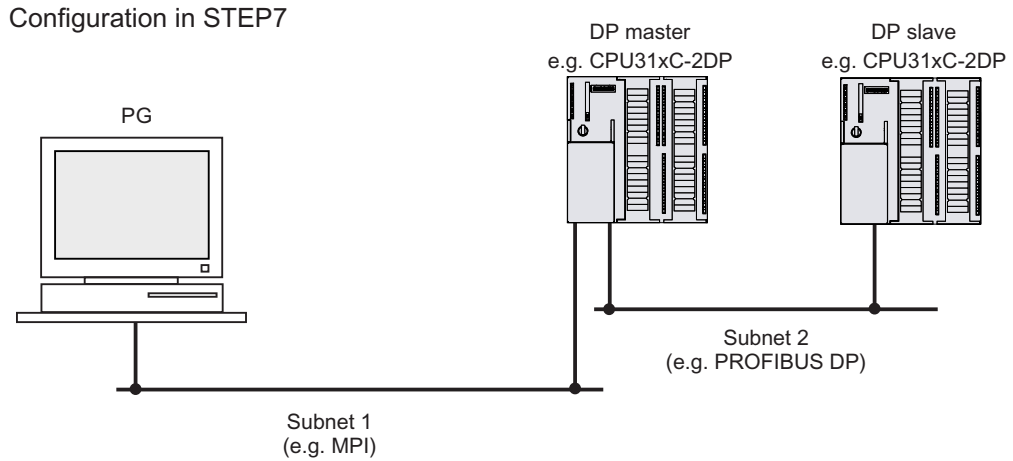 Configuration in STEP7
DP master
e.g. CPU31xC-2DP
DP slave
e.g. CPU31xC-2DP
PG
Subnet 2
(e.g. PROFIBUS DP)
Subnet 1
(e.g. MPI)